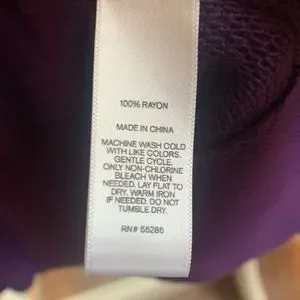 100% RAYON
MADE IN CHINA
MACHINE WASH COLD
WITH LIKE COLORS.
GENTLE CYCLE.
ONLY NON-CHLORINE
BLEACH WHEN
NEEDED. LAY FLAT TO
DRY. WARM IRON
IF NEEDED. DO NOT
TUMBLE DRY.
RN# 55285